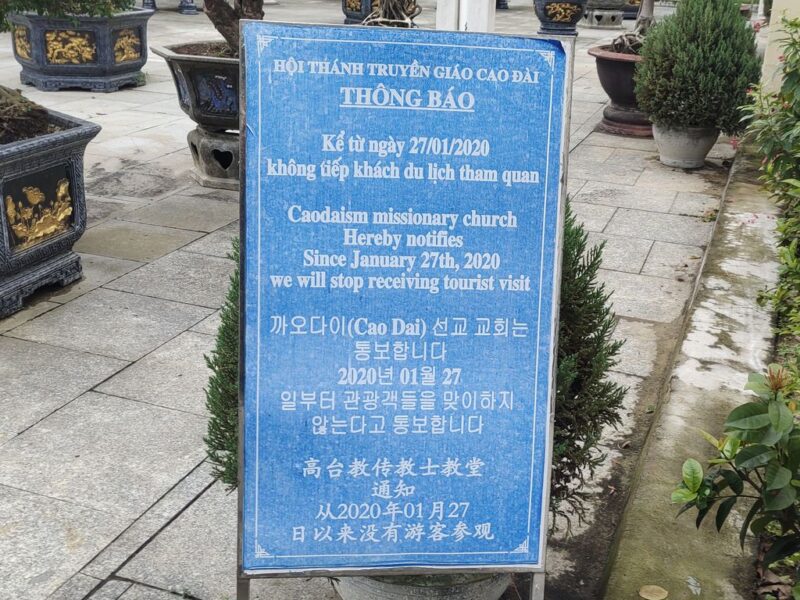 HỘI THÁNH TRUYỀN GIÁO CAO ĐÀI
THÔNG BÁO
Kể từ ngày 27/01/2020
không tiếp khách du lịch tham quan
Caodaism missionary church
Hereby notifies
Since January 27th, 2020
we will stop receiving tourist visit
까오다이(Cao Dai) 선교 교회는
통보합니다
2020년 01월 27
일부터 관광객들을 맞이하지
않는다고 통보합니다
高台教传教士教堂
通知
从2020年01月27
日以来没有游客参观